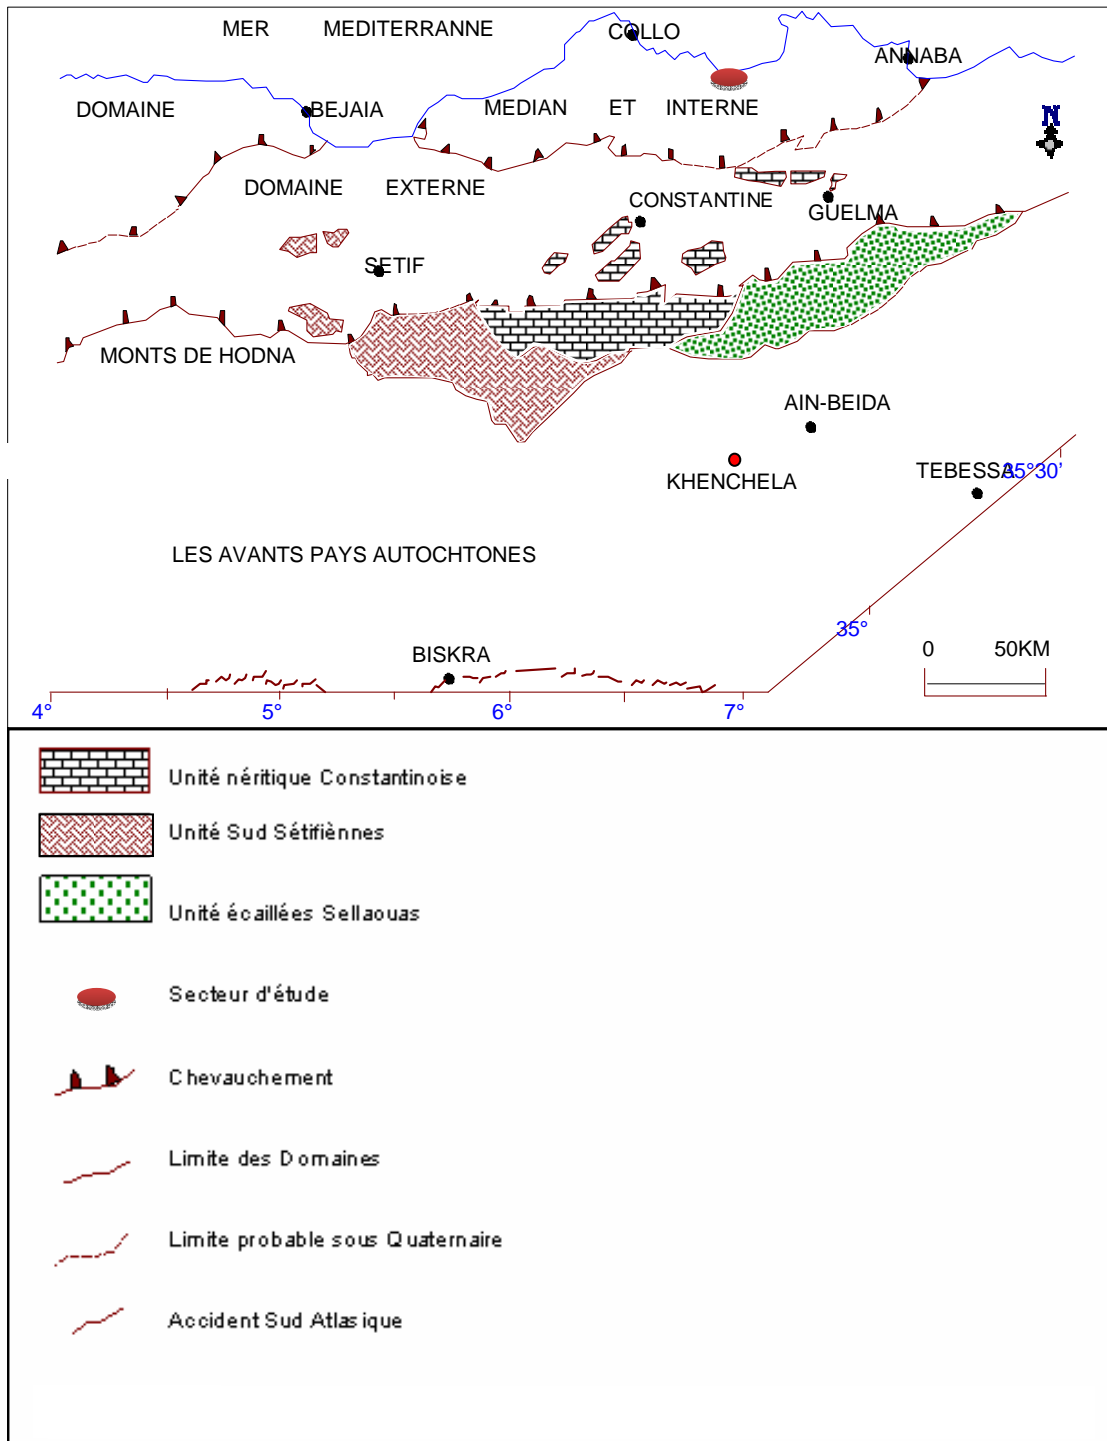 MER MEDITERRANNE COLLO
ANNABA
DOMAINE BEJAIA MEDIAN ET INTERNE
N
DOMAINE EXTERNE
CONSTANTINE
GUELMA
SETIF
MONTS DE HODNA
AIN-BEIDA
KHENCHELA
TEBESSA
35°30'
LES AVANTS PAYS AUTOCHTONES
35°
BISKRA
0 50KM
4° 5° 6° 7°
Unité néritique Constantinoise
Unité Sud Sétifiènnes
Unité écaillées Sellaouas
Secteur d'étude
Chevauchement
Limite des Domaines
Limite probable sous Quaternaire
Accident Sud Atlasique